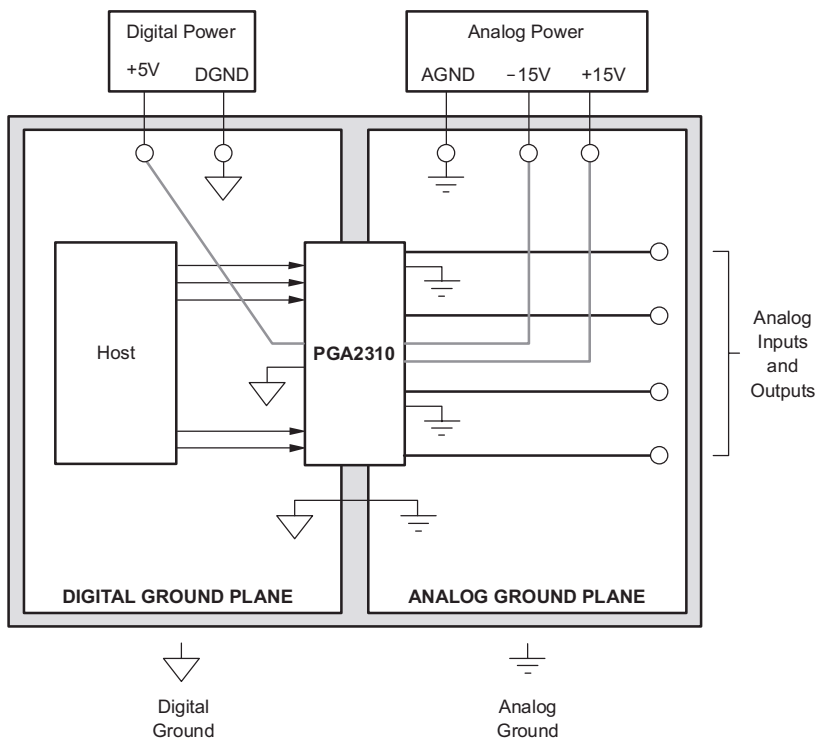 Digital Power
+5V
DGND
Analog Power
AGND
−15V
+15V
Host
PGA2310
Analog
Inputs
and
Outputs
DIGITAL GROUND PLANE
ANALOG GROUND PLANE
Digital
Ground
Analog
Ground